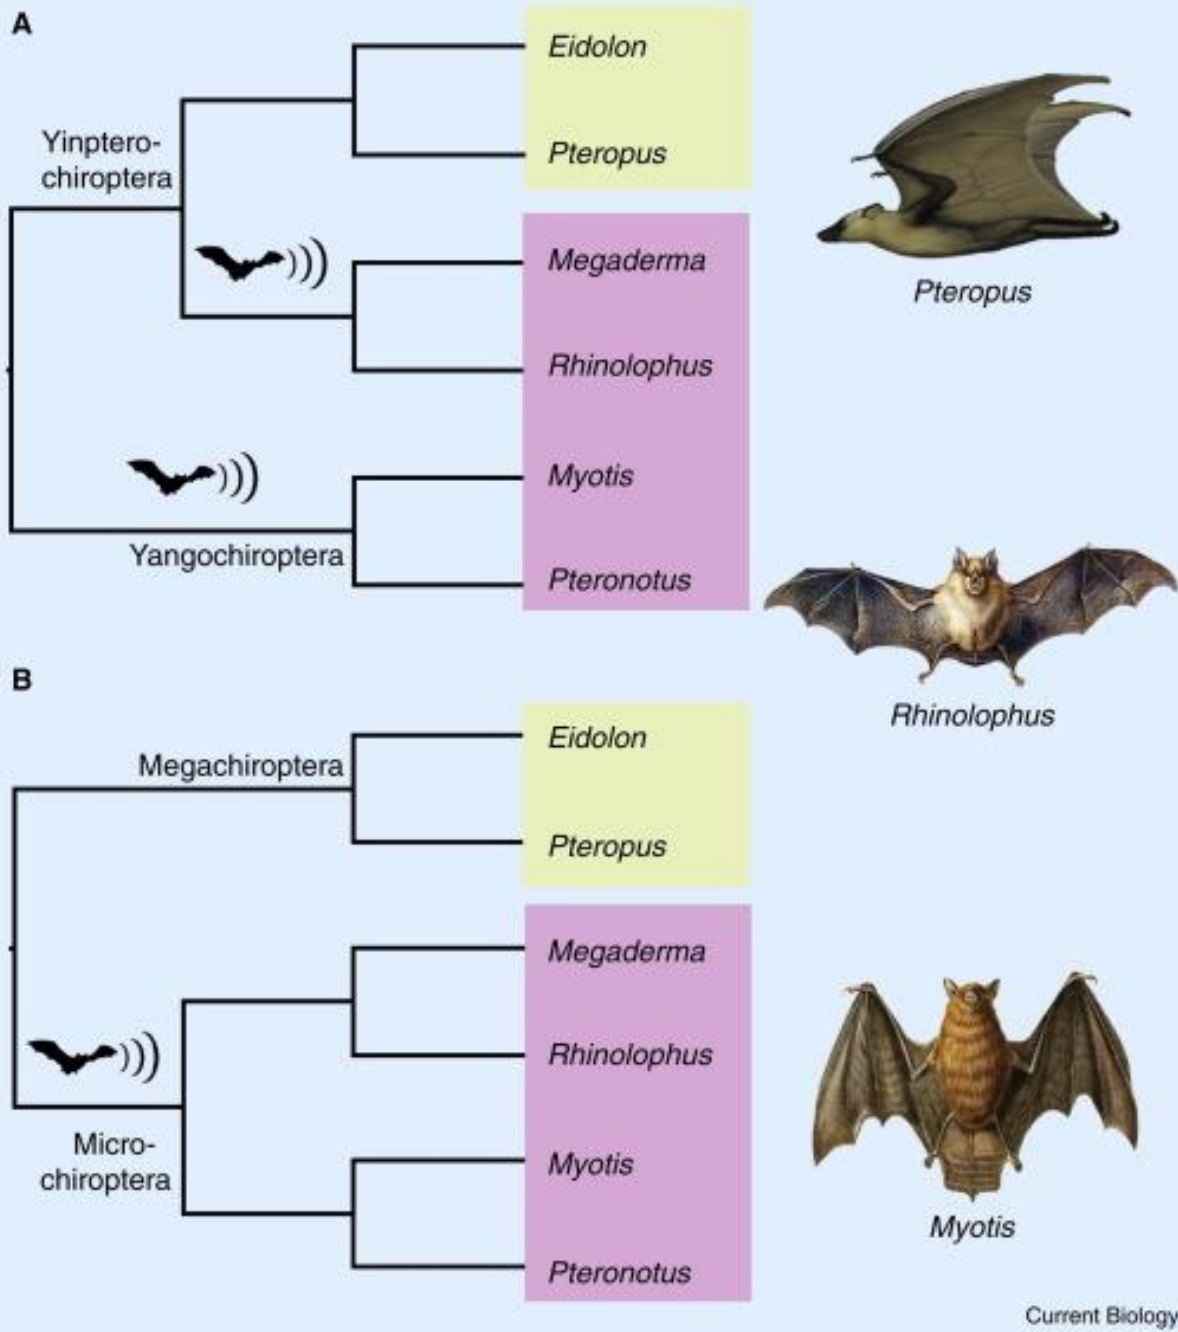 A
Eidolon
Pteropus
Yinptero-
chiroptera
Megaderma
Rhinolophus
Myotis
Yangochiroptera
Pteronotus
Pteropus
Rhinolophus
B
Megachiroptera
Eidolon
Pteropus
Megaderma
Rhinolophus
Micro-
chiroptera
Myotis
Pteronotus
Myotis
Current Biology